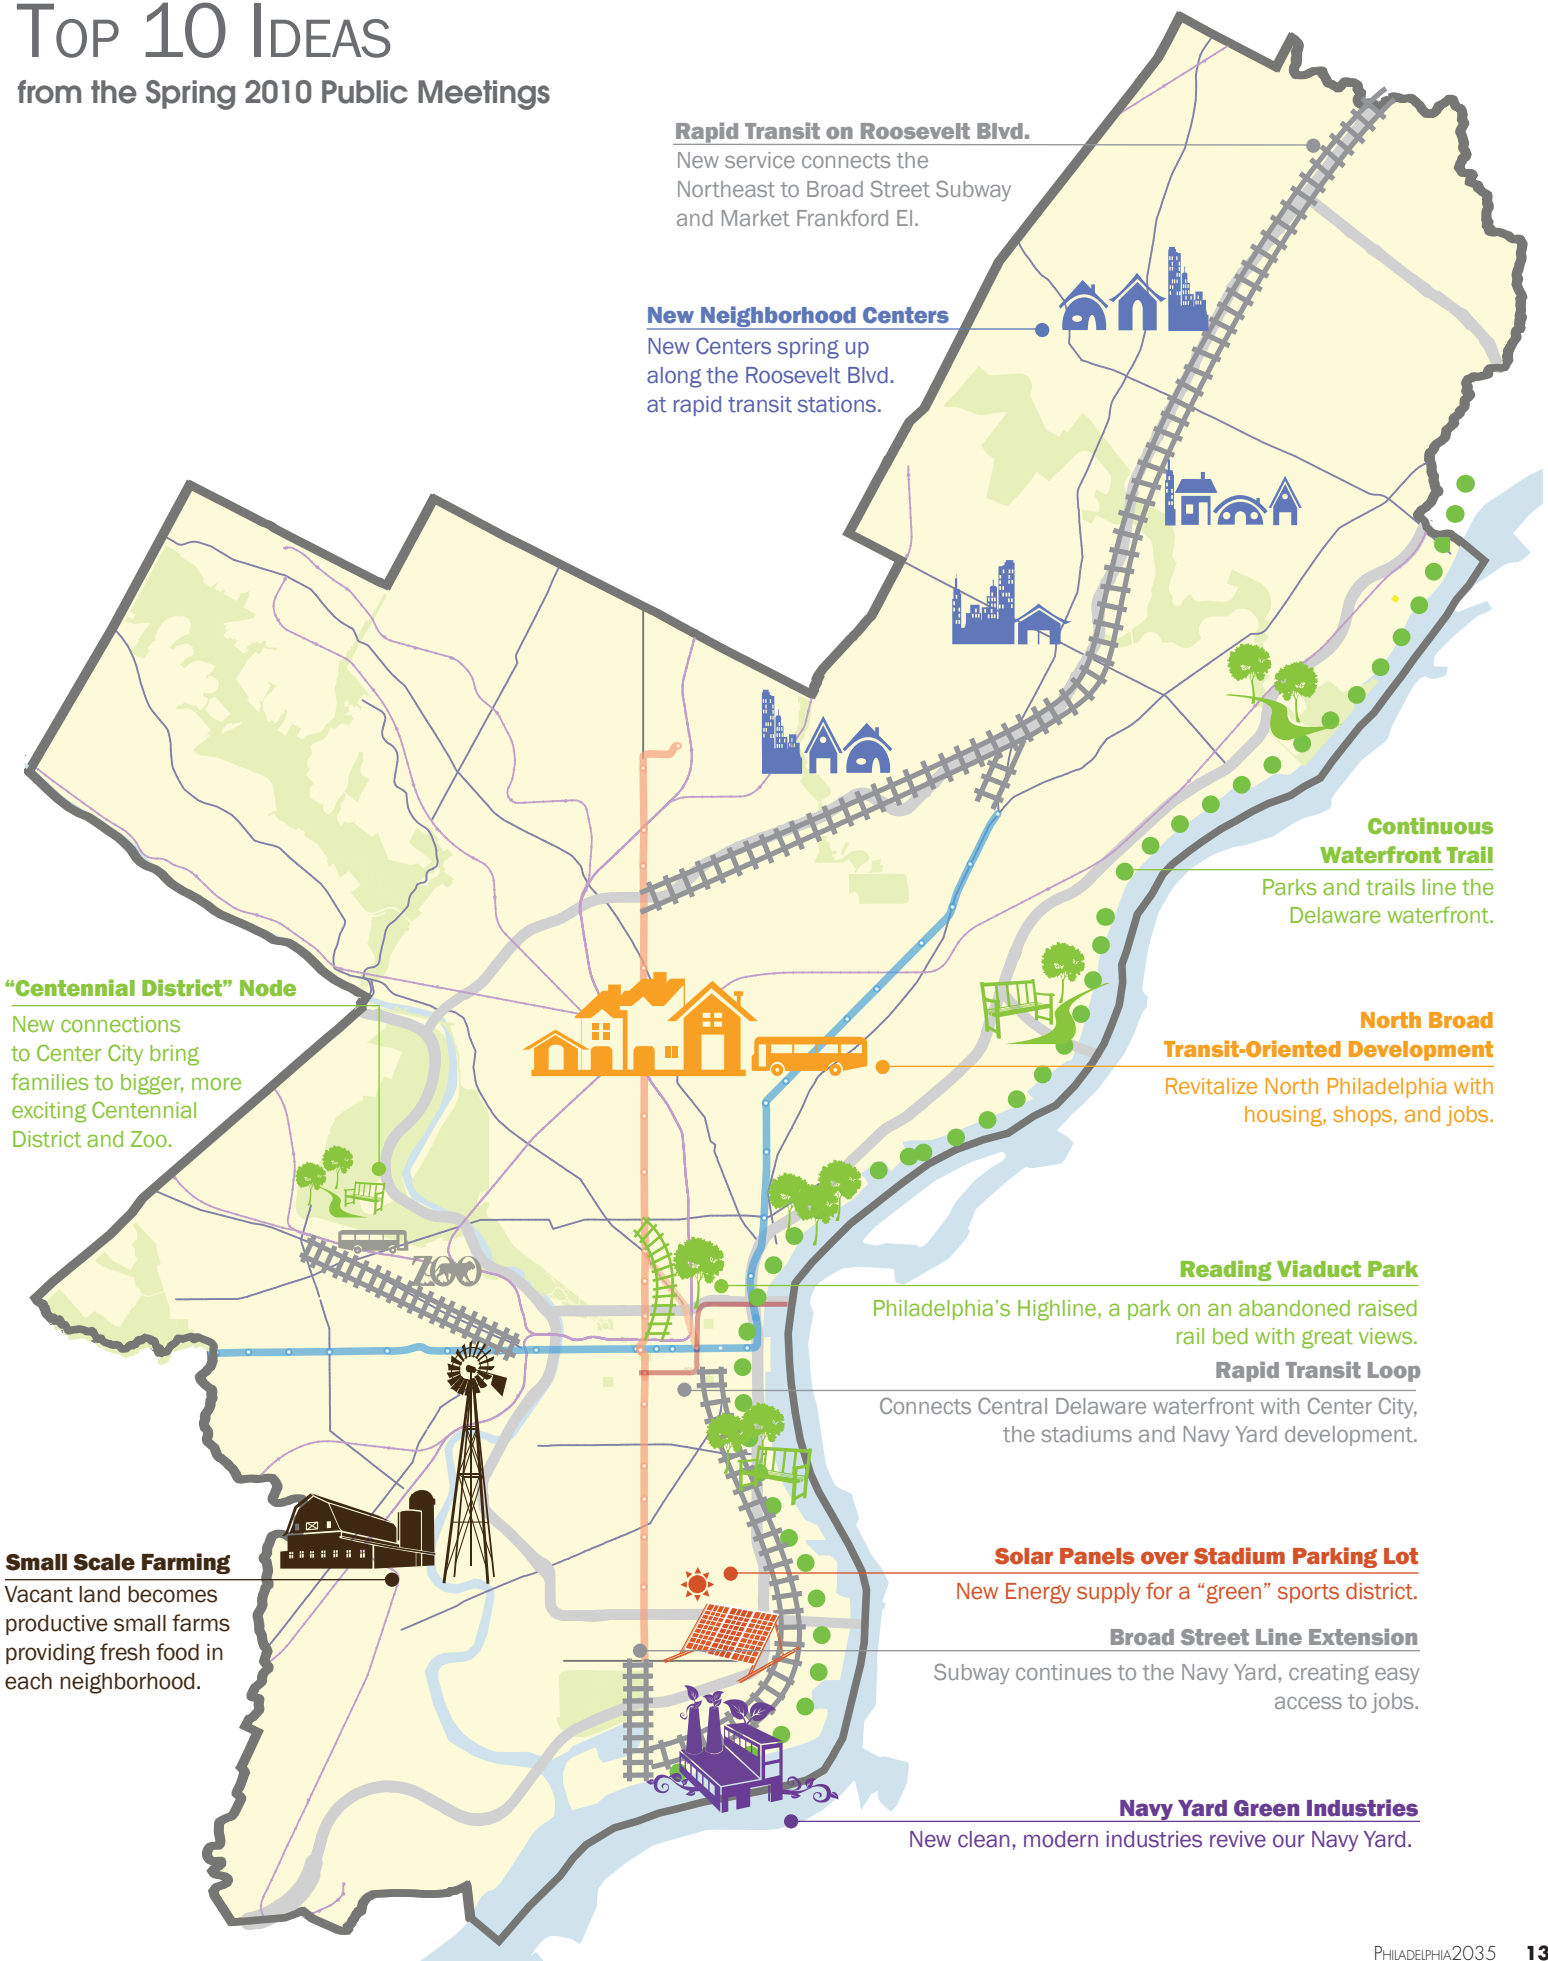 TOP 10 IDEAS
from the Spring 2010 Public Meetings
Rapid Transit on Roosevelt Blvd.
New service connects the
Northeast to Broad Street Subway
and Market Frankford El.
New Neighborhood Centers
New Centers spring up
along the Roosevelt Blvd.
at rapid transit stations.
Continuous
Waterfront Trail
Parks and trails line the
Delaware waterfront.
“Centennial District” Node
New connections
to Center City bring
families to bigger, more
exciting Centennial
District and Zoo.
North Broad
Transit-Oriented Development
Revitalize North Philadelphia with
housing, shops, and jobs.
ZOO
Reading Viaduct Park
Philadelphia’s Highline, a park on an abandoned raised
rail bed with great views.
Rapid Transit Loop
Connects Central Delaware waterfront with Center City,
the stadiums and Navy Yard development.
Small Scale Farming
Vacant land becomes
productive small farms
providing fresh food in
each neighborhood.
Solar Panels over Stadium Parking Lot
New Energy supply for a “green” sports district.
Broad Street Line Extension
Subway continues to the Navy Yard, creating easy
access to jobs.
Navy Yard Green Industries
New clean, modern industries revive our Navy Yard.
PHILADELPHIA2035 13